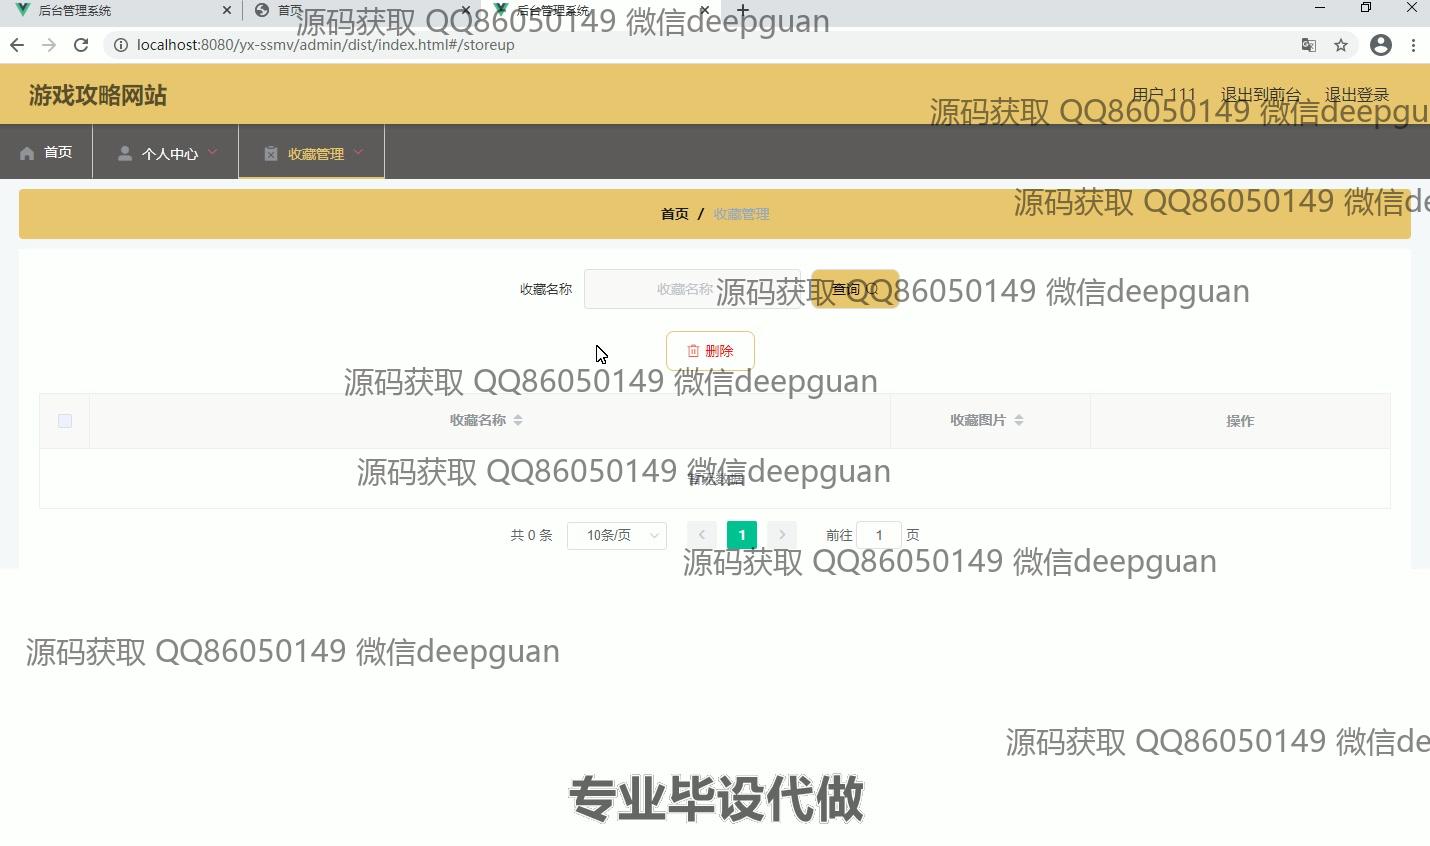 后台管理系统
首页
后台管理系统
源码获取 QQ86050149 微信deepguan
localhost:8080/yx-ssmv/admin/dist/index.html#/storeup
游戏攻略网站
用户 111
退出到前台
退出登录
源码获取 QQ86050149 微信deepgu
首页
个人中心
收藏管理
首页 / 收藏管理
源码获取 QQ86050149 微信de
收藏名称
收藏名称
查询
源码获取 QQ86050149 微信deepguan
删除
源码获取 QQ86050149 微信deepguan
收藏名称
收藏图片
操作
源码获取 QQ86050149 微信deepguan
暂无数据
共 0 条
10条/页
1
前往 1 页
源码获取 QQ86050149 微信deepguan
源码获取 QQ86050149 微信deepguan
源码获取 QQ86050149 微信de
专业毕设代做